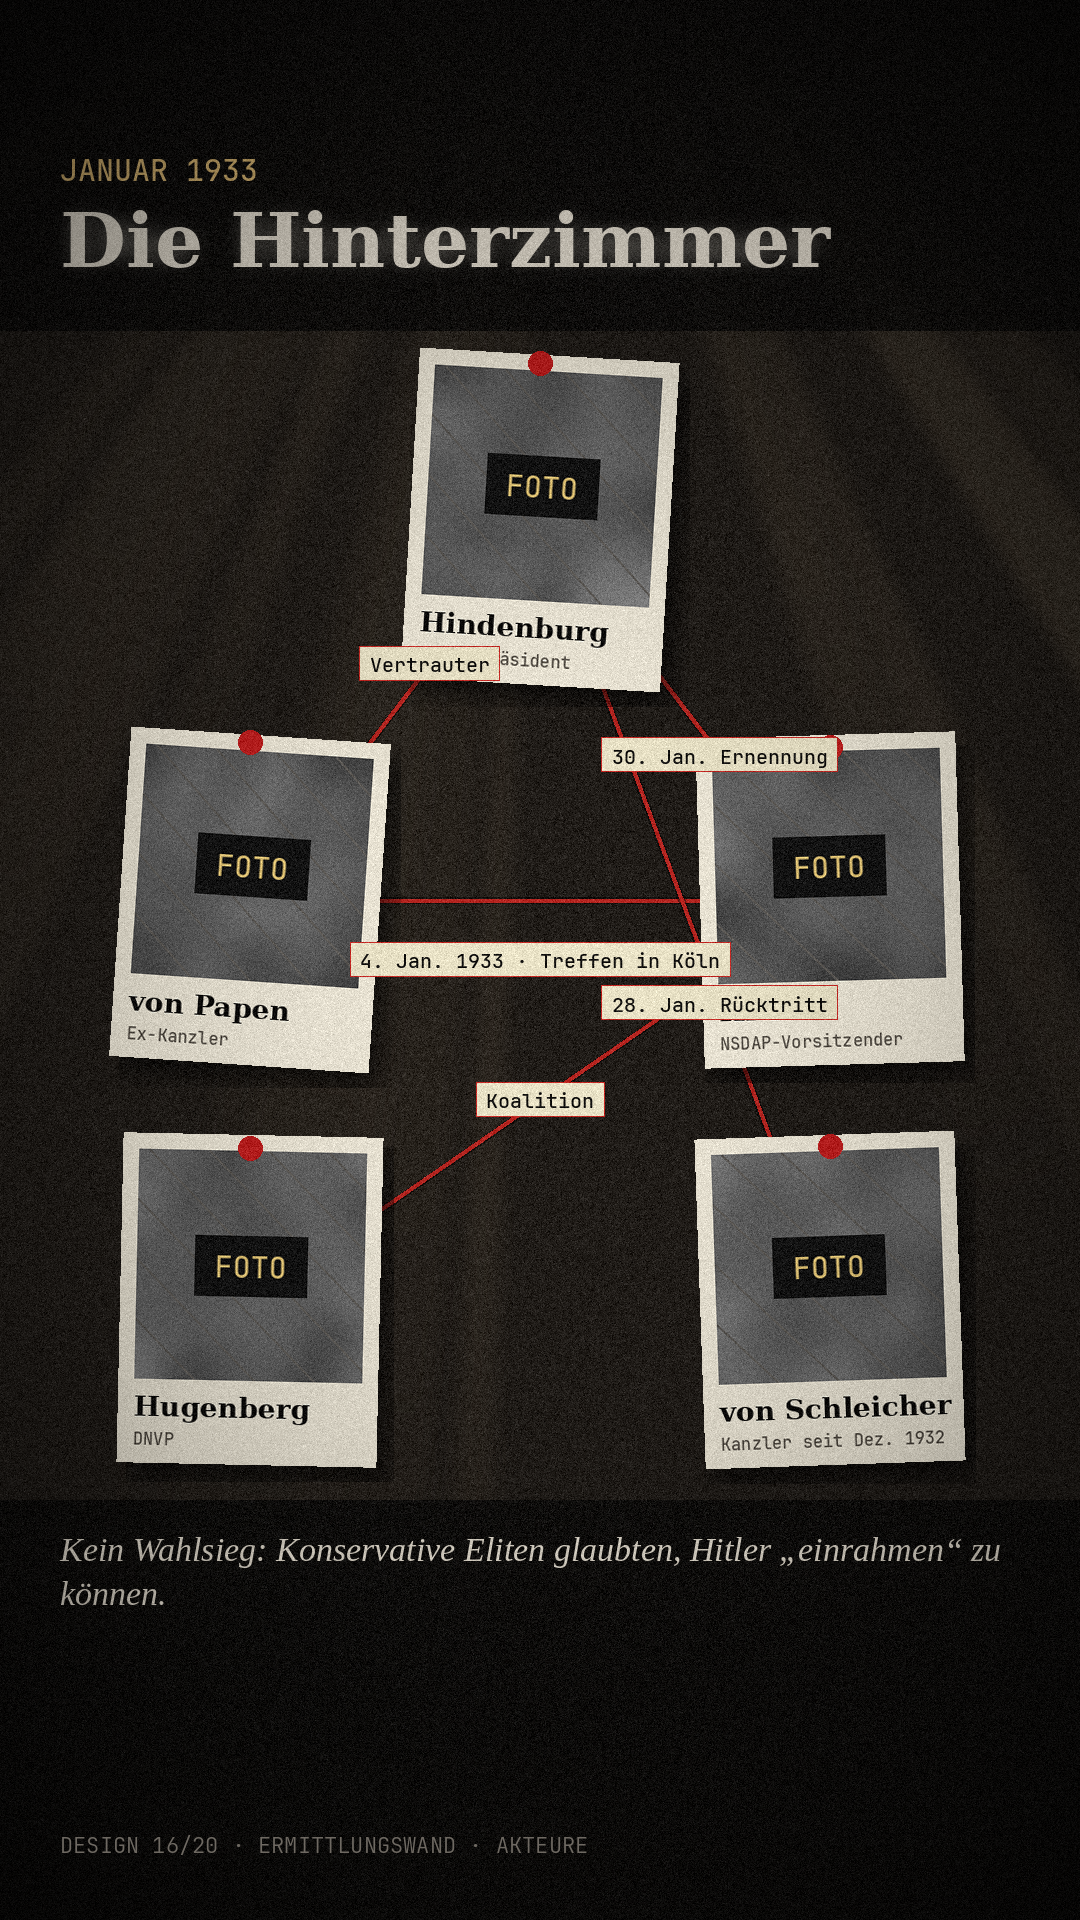 JANUAR 1933
Die Hinterzimmer
FOTO
Hindenburg
Vertrauter
äsident
30. Jan. Ernennung
FOTO
FOTO
4. Jan. 1933 · Treffen in Köln
von Papen
Ex-Kanzler
28. Jan. Rücktritt
NSDAP-Vorsitzender
Koalition
FOTO
FOTO
Hugenberg
DNVP
von Schleicher
Kanzler seit Dez. 1932
Kein Wahlsieg: Konservative Eliten glaubten, Hitler „einrahmen“ zu
können.
DESIGN 16/20 · ERMITTLUNGSWAND · AKTEURE